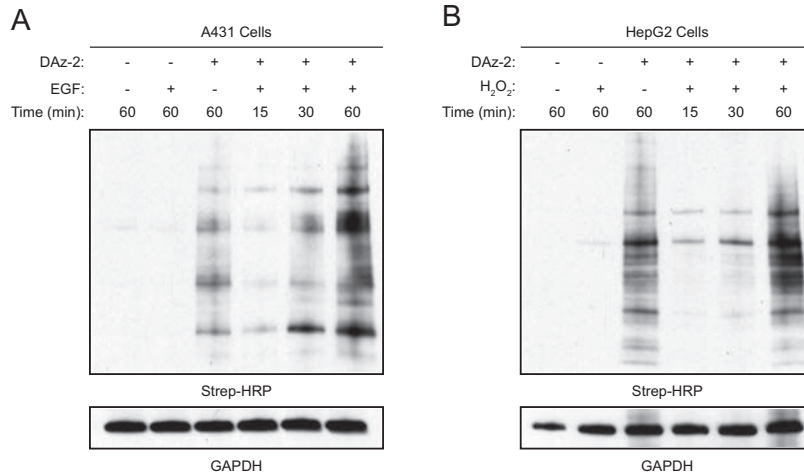 A
A431 Cells
DAz-2: - - + + + +
EGF: - + - + + +
Time (min): 60 60 60 15 30 60
Strep-HRP
GAPDH
B
HepG2 Cells
DAz-2: - - + + + +
H₂O₂: - + - + + +
Time (min): 60 60 60 15 30 60
Strep-HRP
GAPDH